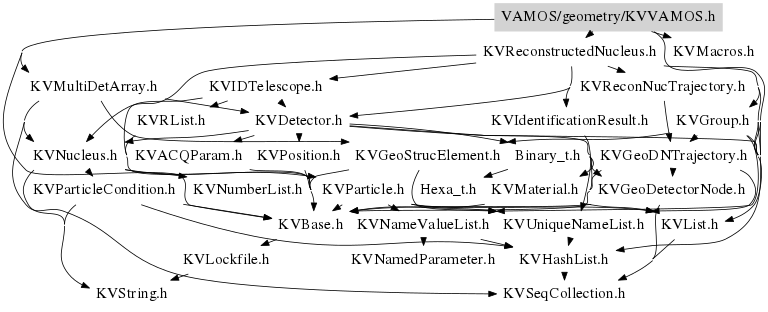 VAMOS/geometry/KVVAMOS.h
KVReconstructedNucleus.h KVMacros.h
KVMultiDetArray.h KVIDTelescope.h KVReconNucTrajectory.h
KVRList.h KVDetector.h KVIdentificationResult.h KVGroup.h
KVNucleus.h KVACQParam.h KVPosition.h KVGeoStrucElement.h Binary_t.h KVGeoDNTrajectory.h
KVParticleCondition.h KVNumberList.h KVParticle.h Hexa_t.h KVMaterial.h KVGeoDetectorNode.h
KVBase.h KVNameValueList.h KVUniqueNameList.h KVList.h
KVLockfile.h KVNamedParameter.h KVHashList.h
KVString.h KVSeqCollection.h